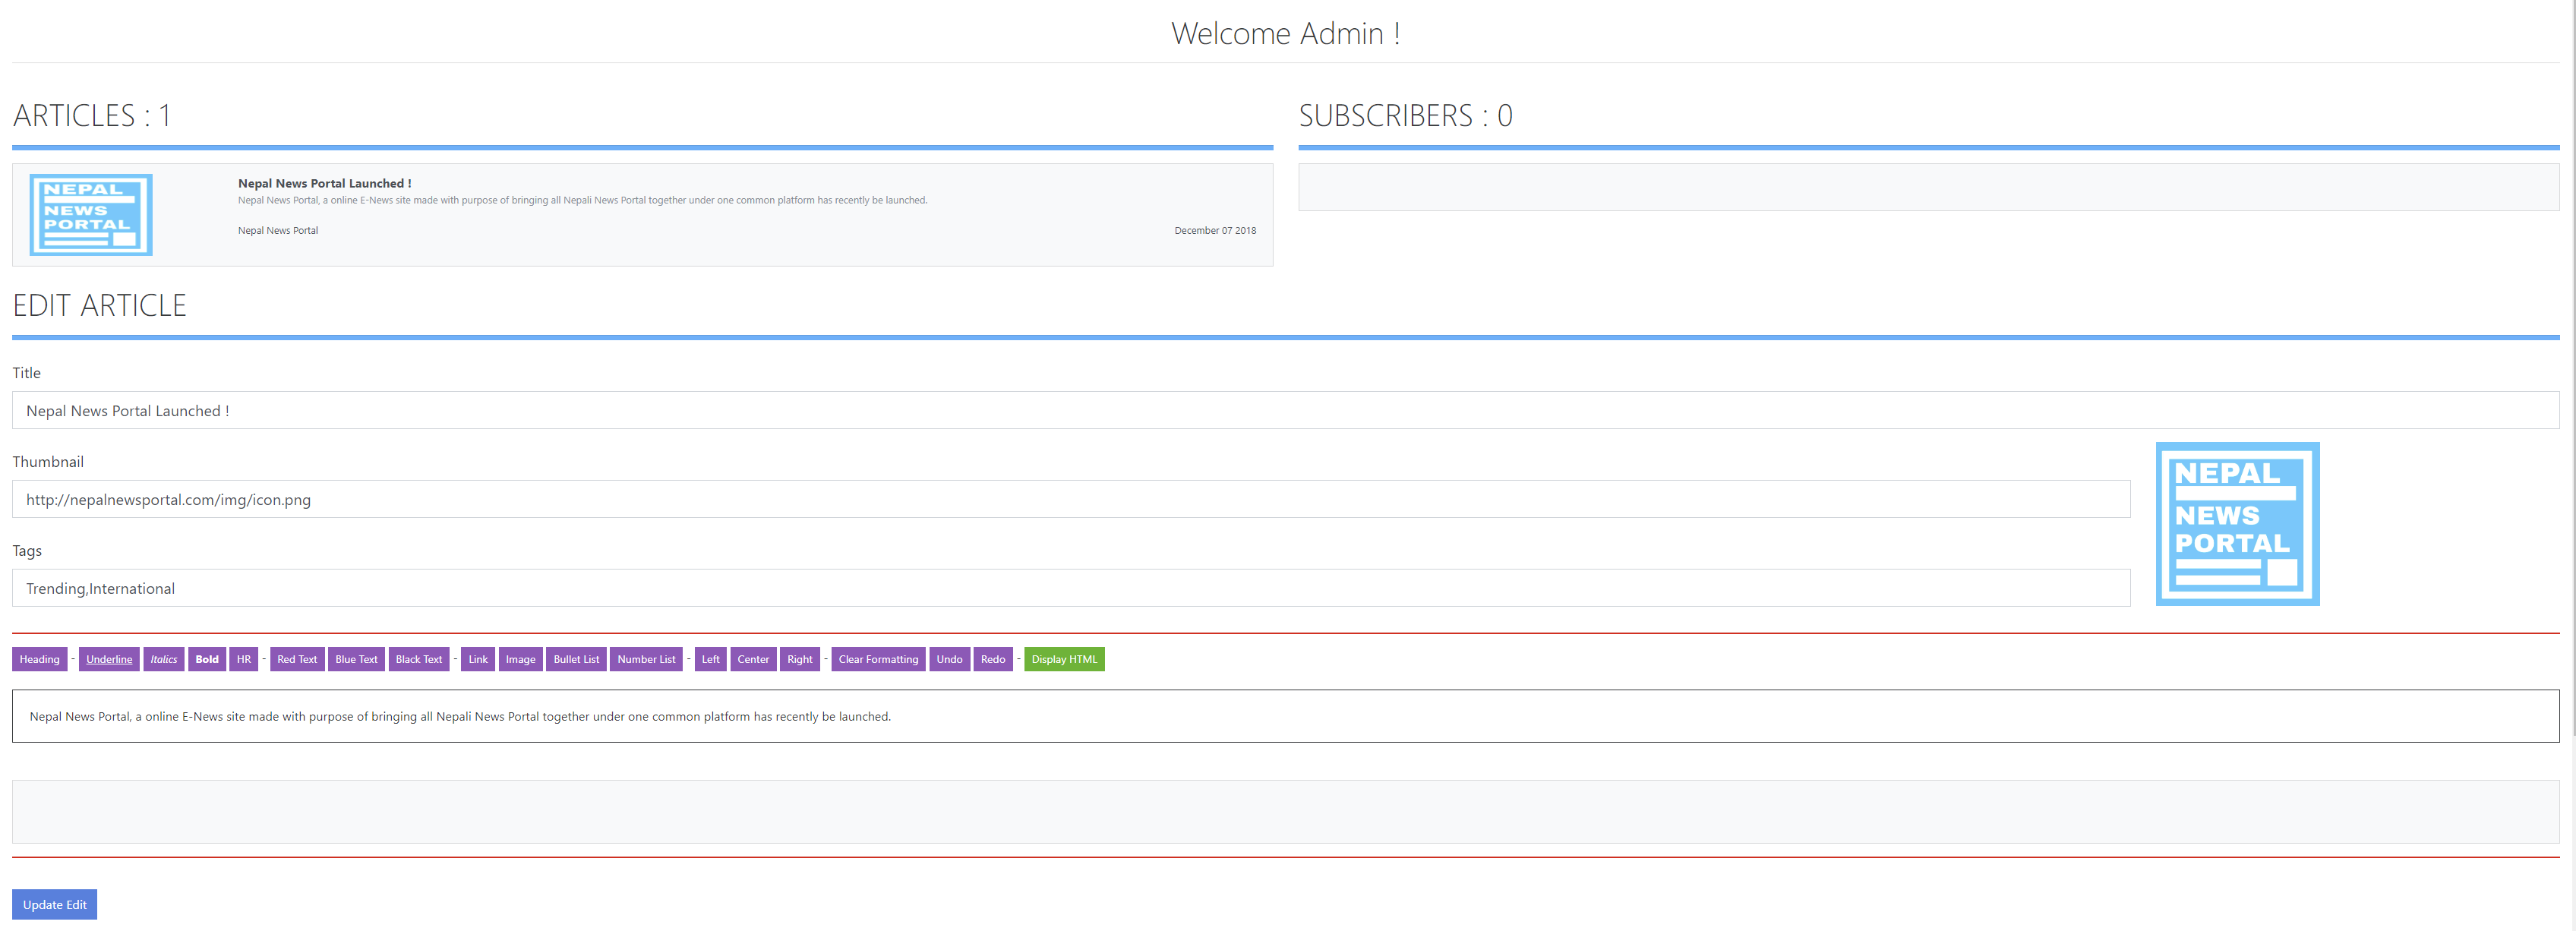 Welcome Admin !
ARTICLES : 1
NEPAL
NEWS
PORTAL
Nepal News Portal Launched !
Nepal News Portal, a online E-News site made with purpose of bringing all Nepali News Portal together under one common platform has recently be launched.
Nepal News Portal December 07 2018
SUBSCRIBERS : 0
EDIT ARTICLE
Title
Nepal News Portal Launched !
Thumbnail
http://nepalnewsportal.com/img/icon.png
Tags
Trending,International
NEPAL
NEWS
PORTAL
Heading - Underline Italics Bold HR - Red Text Blue Text Black Text - Link Image Bullet List Number List - Left Center Right - Clear Formatting Undo Redo - Display HTML
Nepal News Portal, a online E-News site made with purpose of bringing all Nepali News Portal together under one common platform has recently be launched.
Update Edit